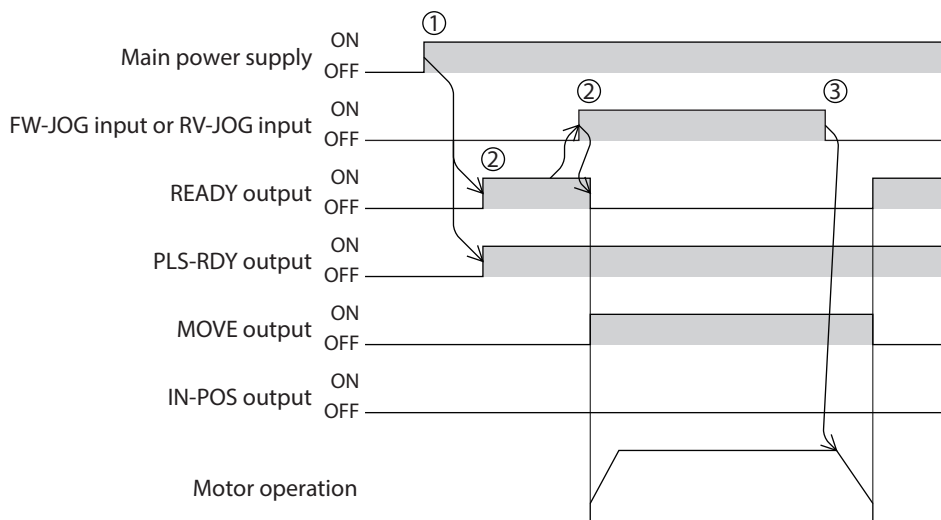 ①
Main power supply ON
OFF
② ③
FW-JOG input or RV-JOG input ON
OFF
②
READY output ON
OFF
PLS-RDY output ON
OFF
MOVE output ON
OFF
IN-POS output ON
OFF
Motor operation